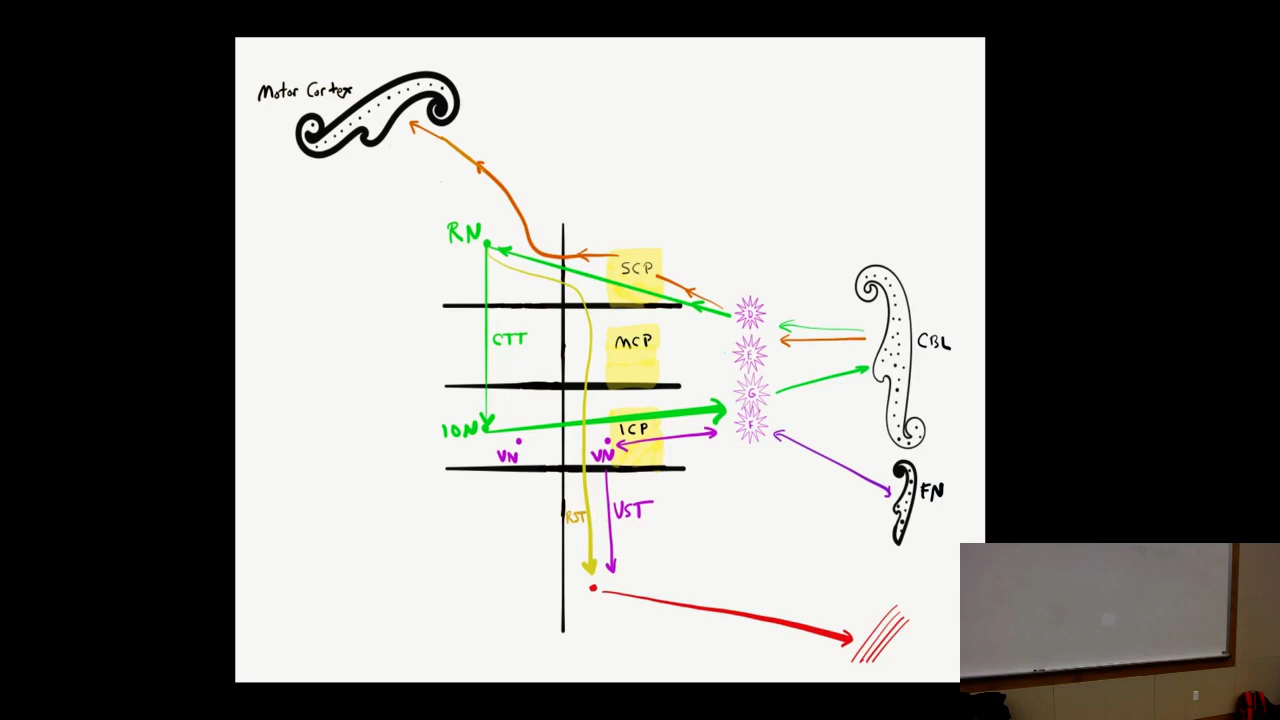 Motor Cortex
RN
SCP
D
CTT
MCP
E
CBL
G
ION
ICP
F
VN
VN
FN
RST
VST